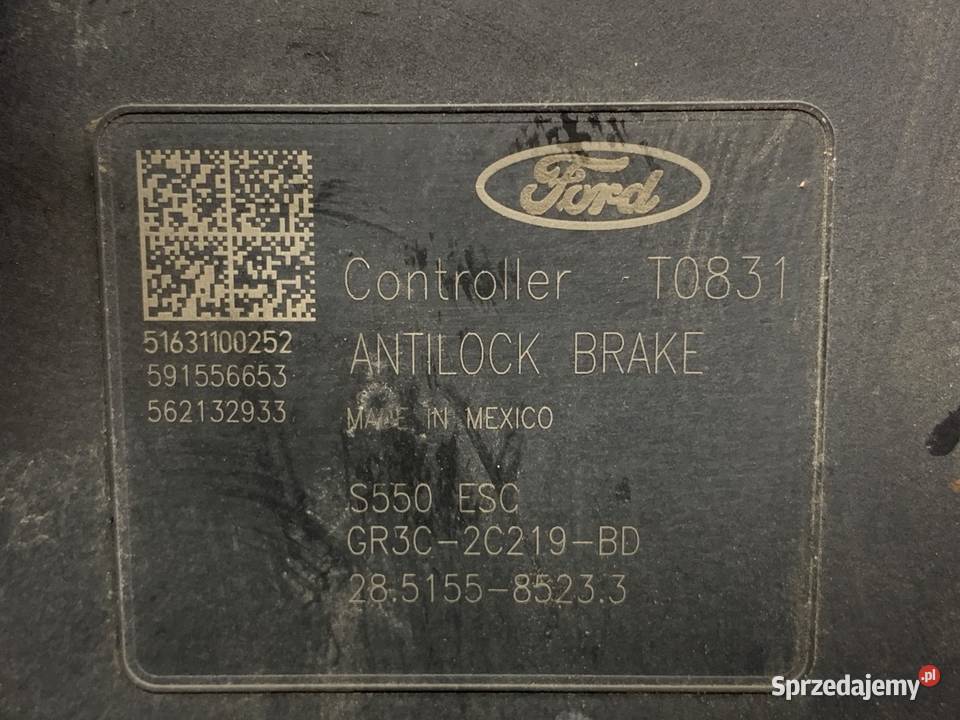 Ford
Controller T0831
51631100252
591556653
562132933
ANTILOCK BRAKE
MADE IN MEXICO
S550 ESC
GR3C-2C219-BD
28.5155-8523.3
Sprzedajemy.pl